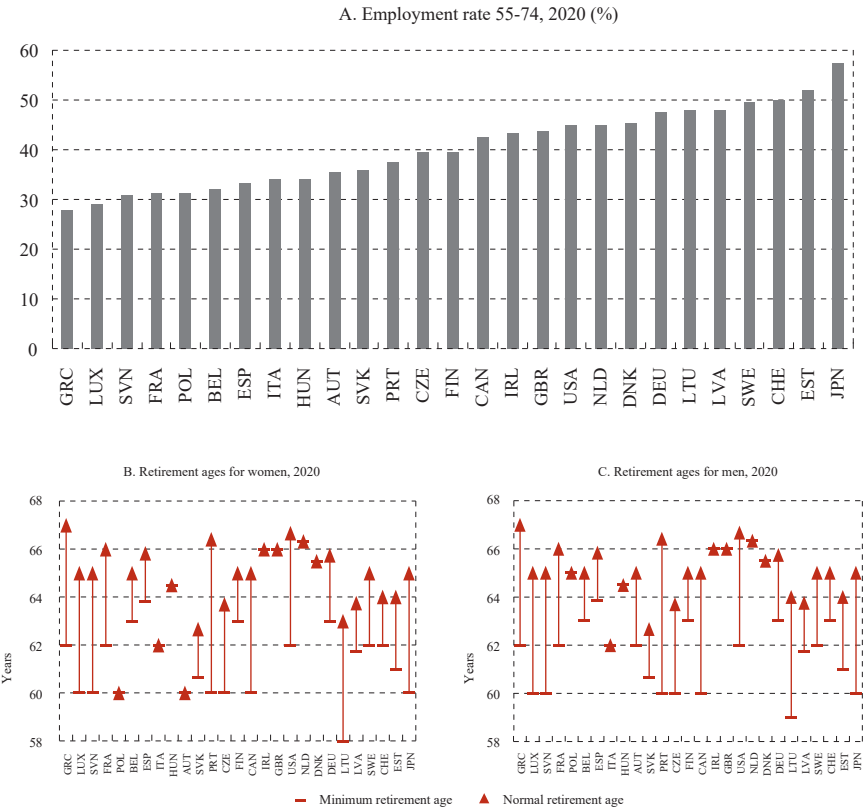 A. Employment rate 55-74, 2020 (%)
60
50
40
30
20
10
0
GRC LUX SVN FRA POL BEL ESP ITA HUN AUT SVK PRT CZE FIN CAN IRL GBR USA NLD DNK DEU LTU LVA SWE CHE EST JPN
B. Retirement ages for women, 2020
68
66
64
62
60
58
Years
GRC LUX SVN FRA POL BEL ESP ITA HUN AUT SVK PRT CZE FIN CAN IRL GBR USA NLD DNK DEU LTU LVA SWE CHE EST JPN
C. Retirement ages for men, 2020
68
66
64
62
60
58
Years
GRC LUX SVN FRA POL BEL ESP ITA HUN AUT SVK PRT CZE FIN CAN IRL GBR USA NLD DNK DEU LTU LVA SWE CHE EST JPN
Minimum retirement age Normal retirement age